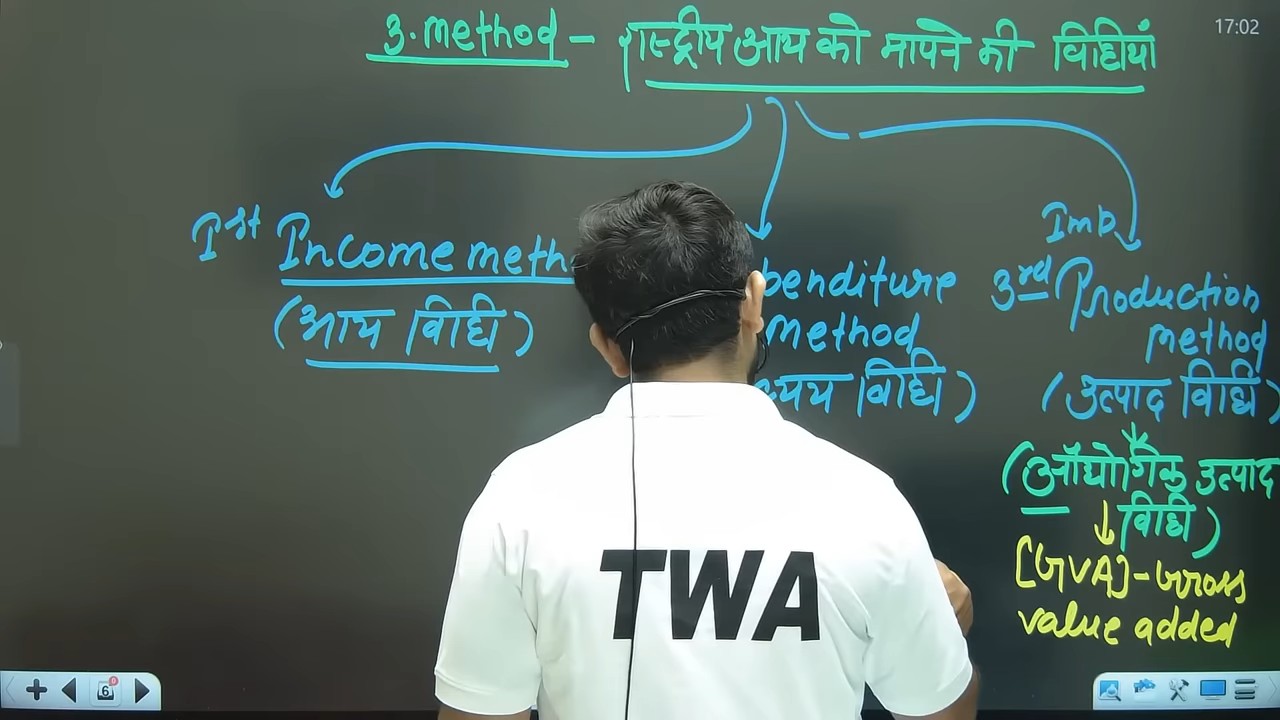 3. method – राष्ट्रीय आय को मापने की विधियाँ
17:02
Ist Income meth
(आय विधि)
penditure
method
व्यय विधि)
Imp.
3rd Production
method
(उत्पाद विधि
(औद्योगिक उत्पाद
विधि)
[GVA] - Gross
value added
TWA
6